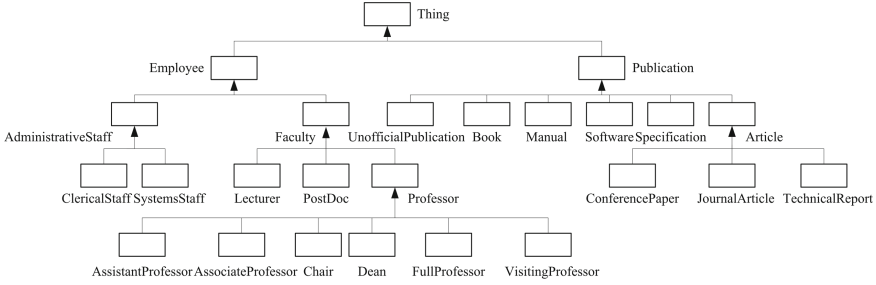 Thing
Employee
Publication
AdministrativeStaff
Faculty
UnofficialPublication
Book
Manual
Software
Specification
Article
ClericalStaff
SystemsStaff
Lecturer
PostDoc
Professor
ConferencePaper
JournalArticle
TechnicalReport
AssistantProfessor
AssociateProfessor
Chair
Dean
FullProfessor
VisitingProfessor